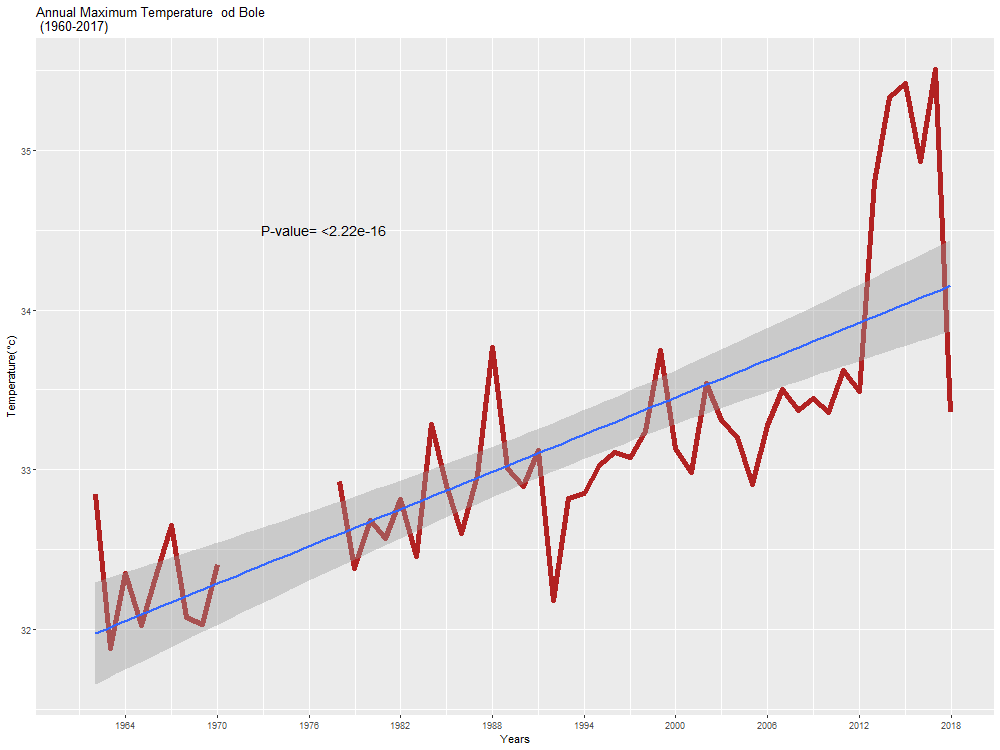 Annual Maximum Temperature  od Bole
(1960-2017)
35
P-value= <2.22e-16
34
Temperature(°c)
33
32
1964 1970 1976 1982 1988 1994 2000 2006 2012 2018
Years